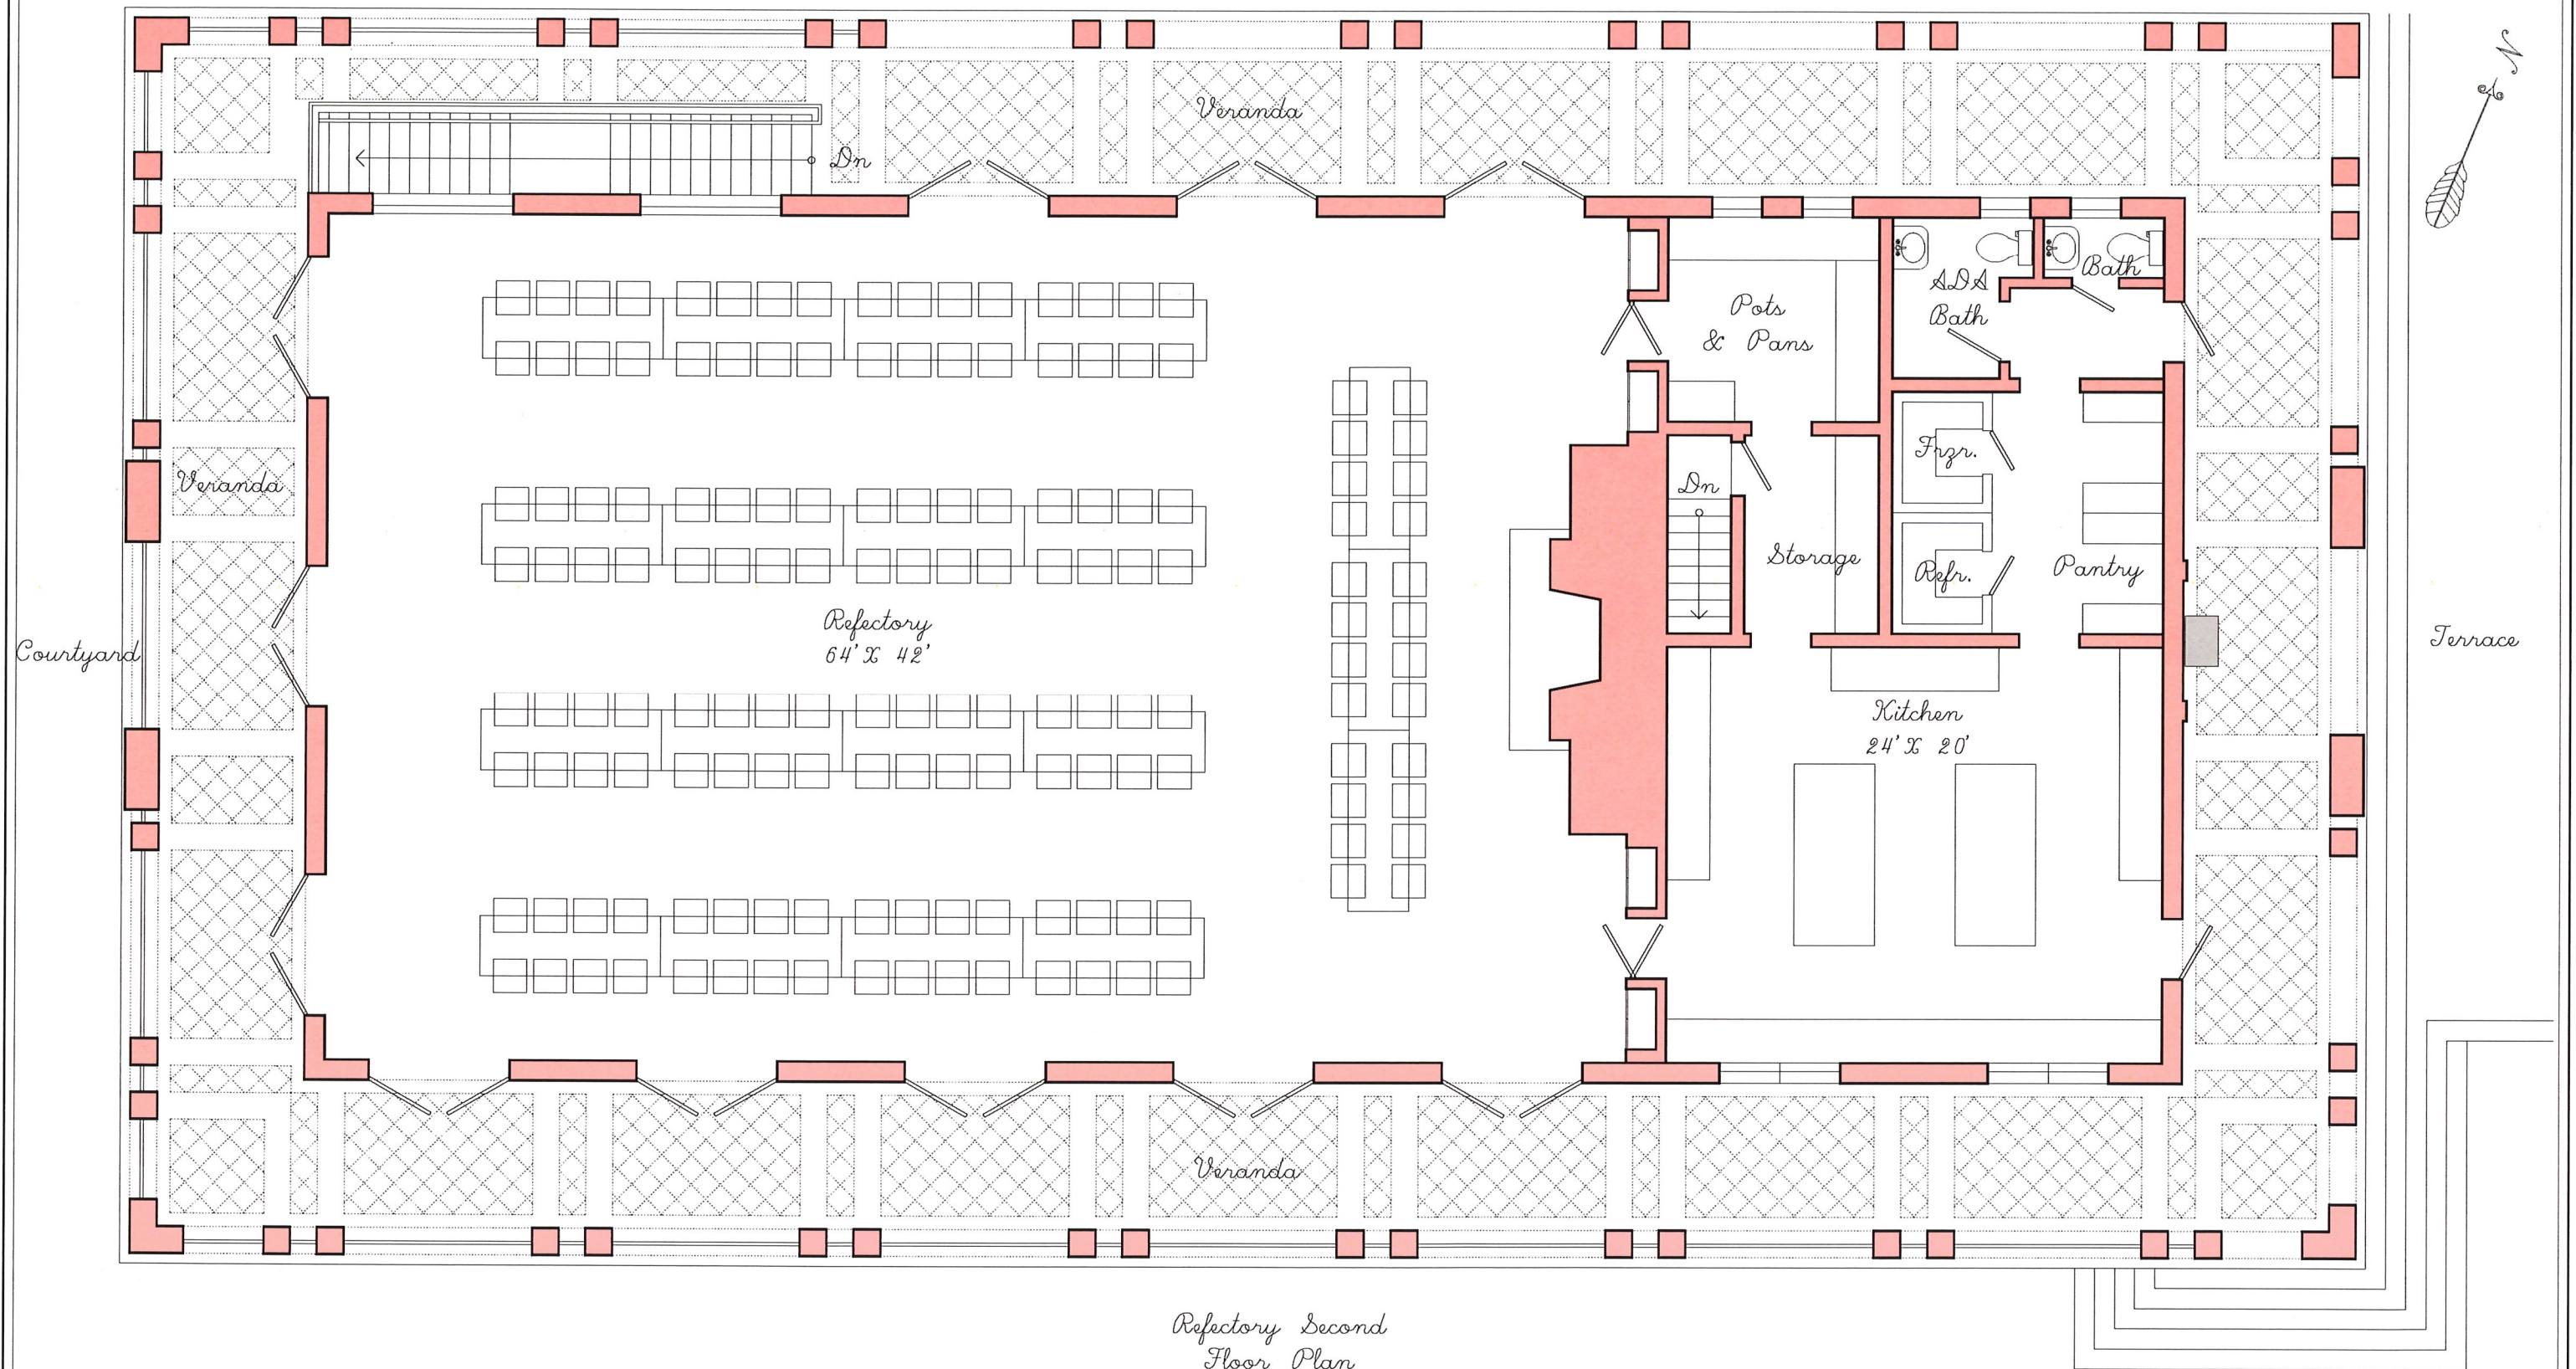 N
Veranda
Dn
Bath
ADA
Bath
Pots
& Pans
Frzr.
Veranda
Dn
Storage
Refr.
Pantry
Refectory
64' X 42'
Courtyard
Terrace
Kitchen
24' X 20'
Veranda
Refectory Second
Floor Plan